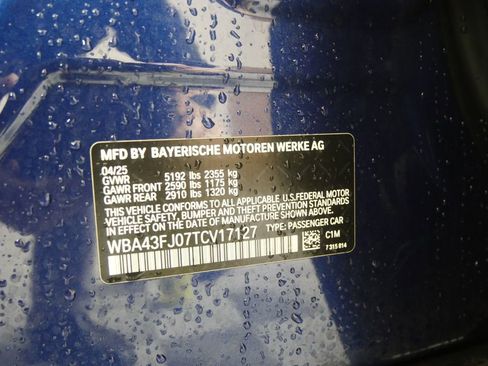 MFD BY BAYERISCHE MOTOREN WERKE AG
04/25
GVWR 5192 lbs 2355 kg
GAWR FRONT 2590 lbs 1175 kg
GAWR REAR 2910 lbs 1320 kg
THIS VEHICLE CONFORMS TO ALL APPLICABLE U.S. FEDERAL MOTOR
VEHICLE SAFETY, BUMPER AND THEFT PREVENTION STANDARDS
IN EFFECT ON THE DATE OF MANUFACTURE SHOWN ABOVE.
WBA43FJ07TCV17127 TYPE: PASSENGER CAR
C1M
7 315 814